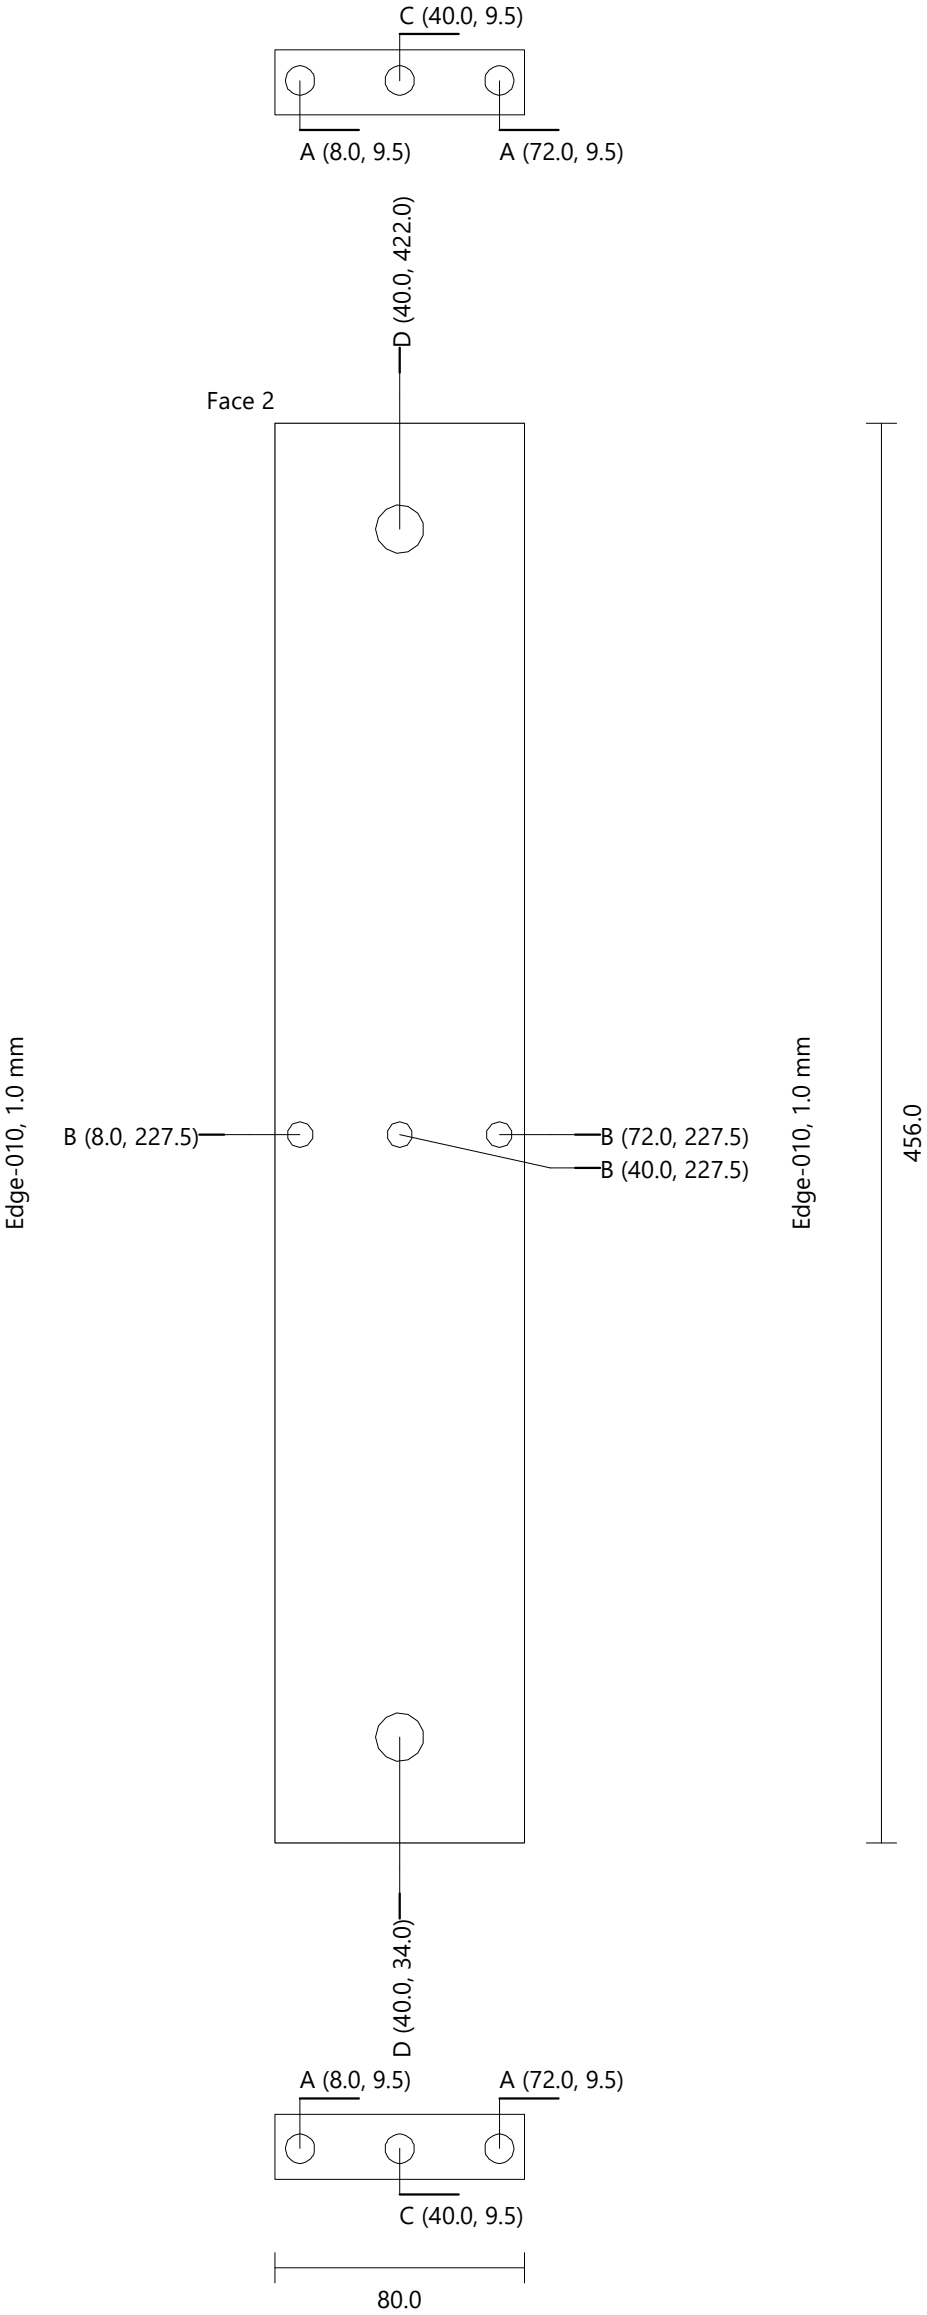 C (40.0, 9.5)
A (8.0, 9.5)
A (72.0, 9.5)
D (40.0, 422.0)
Face 2
Edge-010, 1.0 mm
B (8.0, 227.5)
B (72.0, 227.5)
B (40.0, 227.5)
Edge-010, 1.0 mm
456.0
D (40.0, 34.0)
A (8.0, 9.5)
A (72.0, 9.5)
C (40.0, 9.5)
80.0